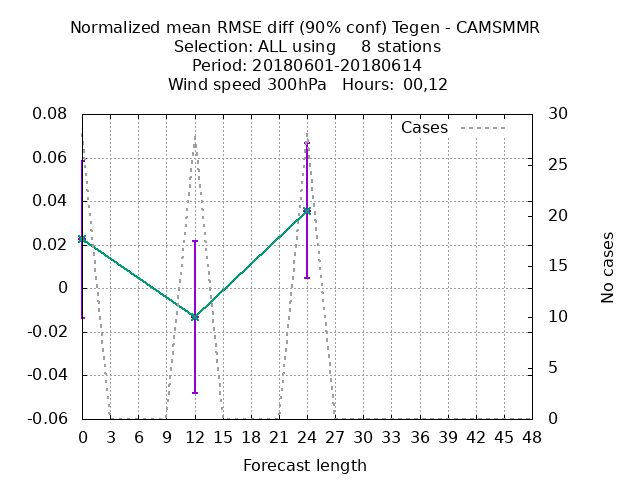 Normalized mean RMSE diff (90% conf) Tegen - CAMSMMR
Selection: ALL using     8 stations
Period: 20180601-20180614
Wind speed 300hPa   Hours:  00,12
Cases
0.08
0.06
0.04
0.02
0
-0.02
-0.04
-0.06
30
25
20
15
10
5
0
No cases
0 3 6 9 12 15 18 21 24 27 30 33 36 39 42 45 48
Forecast length